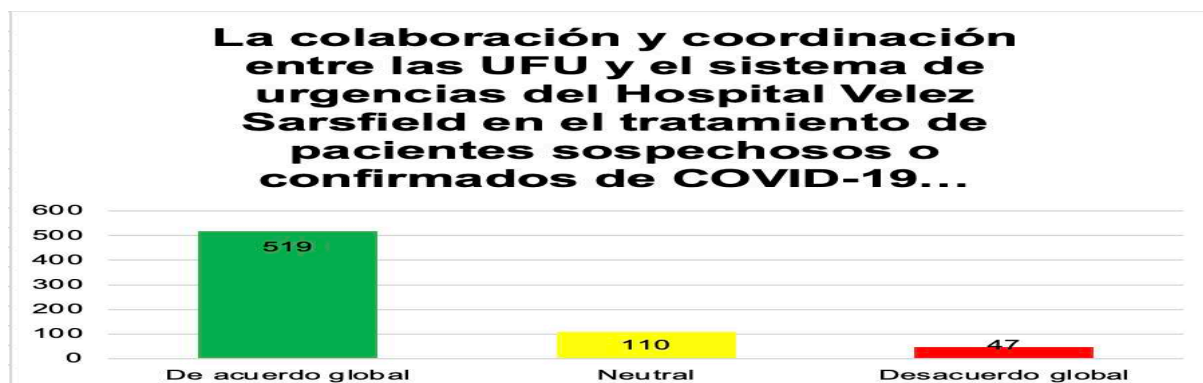 La colaboración y coordinación
entre las UFU y el sistema de
urgencias del Hospital Velez
Sarsfield en el tratamiento de
pacientes sospechosos o
confirmados de COVID-19...
600
500
400
300
200
100
0
519
110
47
De acuerdo global
Neutral
Desacuerdo global